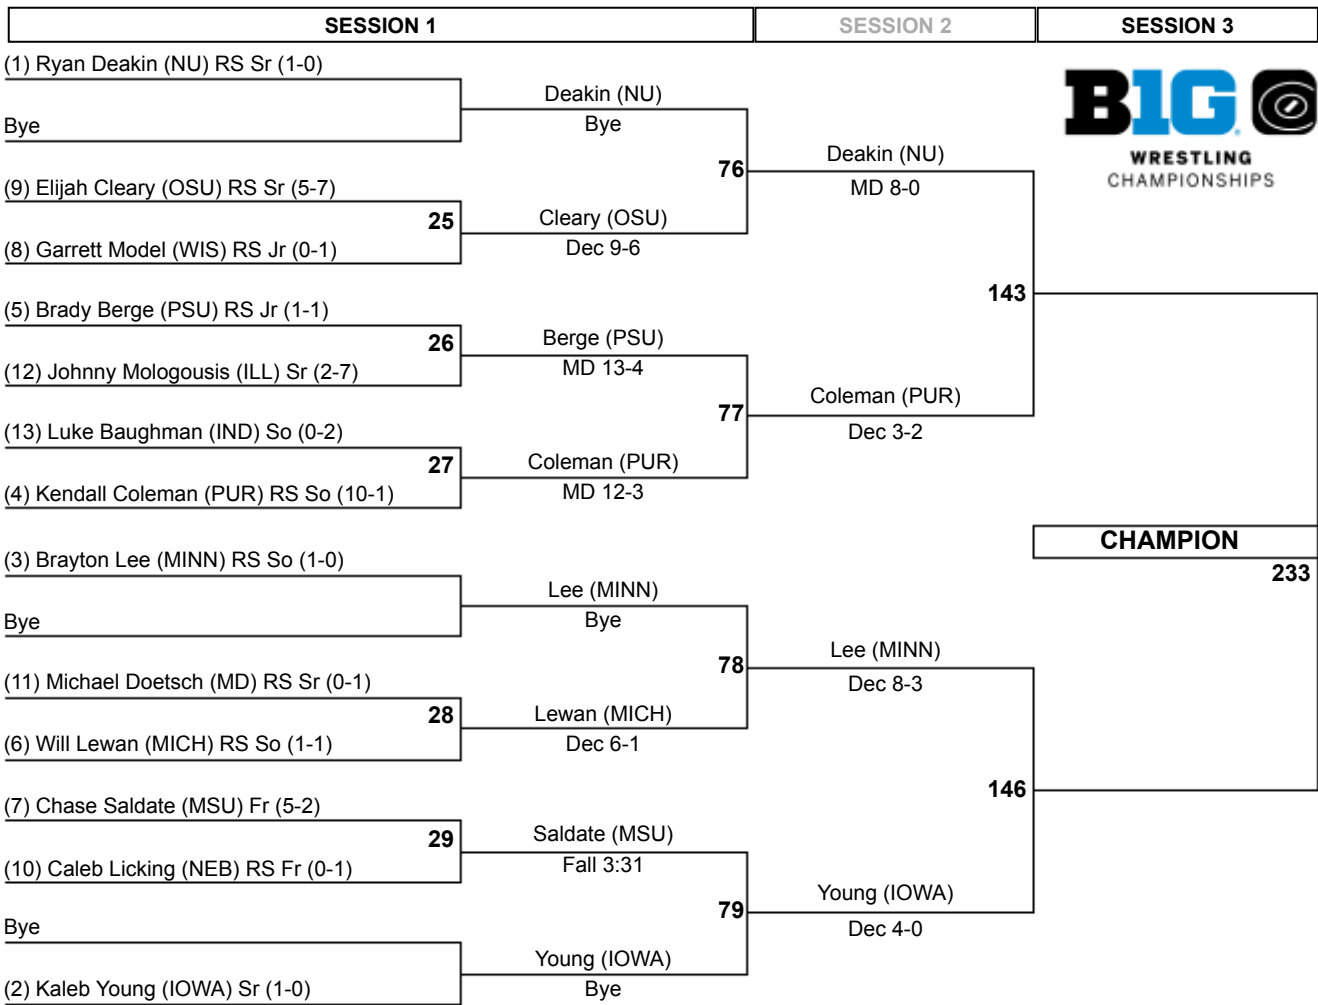 SESSION 1
SESSION 2
SESSION 3
(1) Ryan Deakin (NU) RS Sr (1-0)
Bye
(9) Elijah Cleary (OSU) RS Sr (5-7)
25
(8) Garrett Model (WIS) RS Jr (0-1)
(5) Brady Berge (PSU) RS Jr (1-1)
26
(12) Johnny Mologousis (ILL) Sr (2-7)
(13) Luke Baughman (IND) So (0-2)
27
(4) Kendall Coleman (PUR) RS So (10-1)
(3) Brayton Lee (MINN) RS So (1-0)
Bye
(11) Michael Doetsch (MD) RS Sr (0-1)
28
(6) Will Lewan (MICH) RS So (1-1)
(7) Chase Saldate (MSU) Fr (5-2)
29
(10) Caleb Licking (NEB) RS Fr (0-1)
Bye
(2) Kaleb Young (IOWA) Sr (1-0)
Deakin (NU)
Bye
76
Cleary (OSU)
Dec 9-6
Berge (PSU)
MD 13-4
77
Coleman (PUR)
MD 12-3
Lee (MINN)
Bye
78
Lewan (MICH)
Dec 6-1
Saldate (MSU)
Fall 3:31
79
Young (IOWA)
Bye
Deakin (NU)
MD 8-0
143
Coleman (PUR)
Dec 3-2
Lee (MINN)
Dec 8-3
146
Young (IOWA)
Dec 4-0
B1G
WRESTLING
CHAMPIONSHIPS
CHAMPION
233